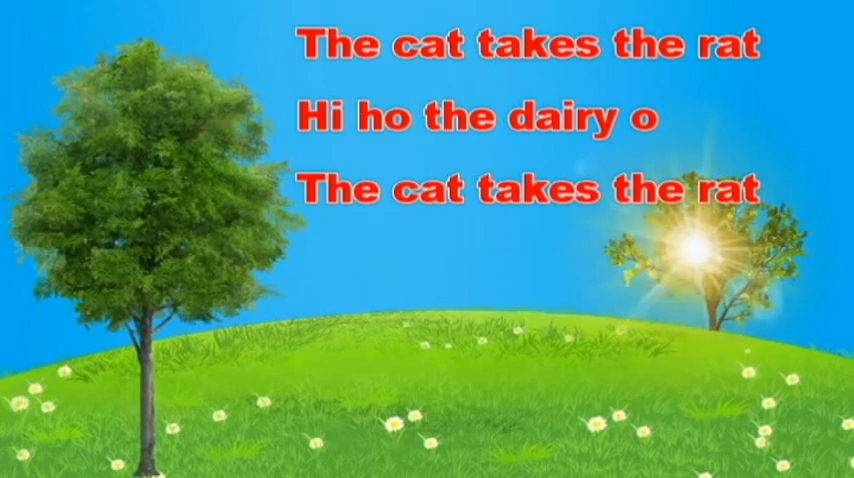 The cat takes the rat
Hi ho the dairy o
The cat takes the rat